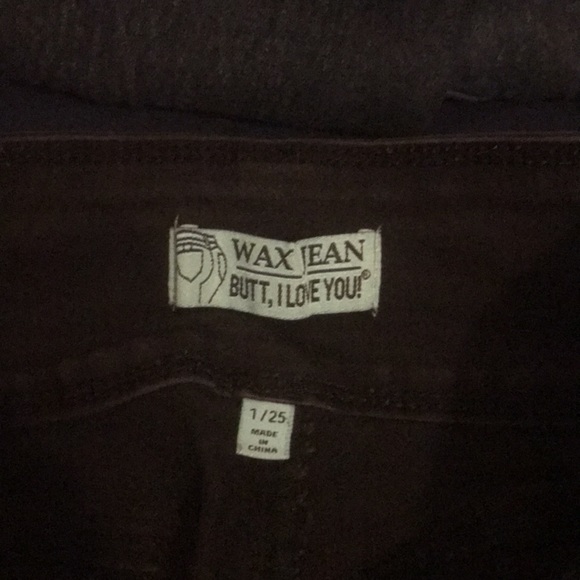 WAX JEAN
BUTT, I LOVE YOU!®
1/25
MADE
IN
CHINA